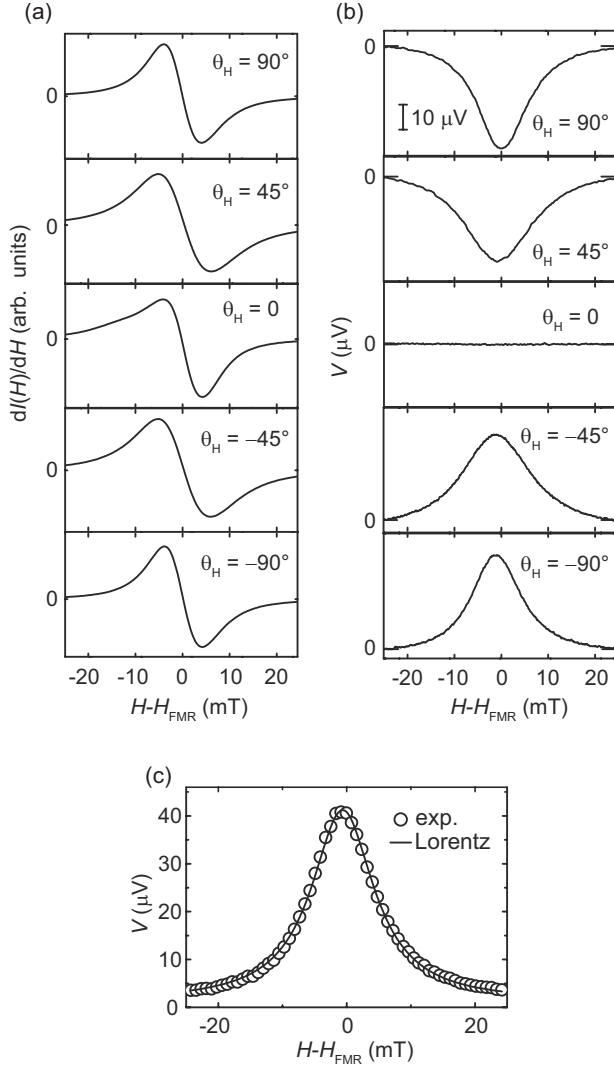 (a)
θH 90°
0
θH = 45°
0
θH = 0
0
θH = –45°
0
θH = –90°
0
dI(H)/dH (arb. units)
-20 -10 0 10 20
H-HFMR (mT)
(b)
0
10 μV
θH = 90°
0
θH = 45°
θH = 0
0
θH = –45°
0
θH = –90°
0
V (μV)
-20 -10 0 10 20
H-HFMR (mT)
(c)
40
30
20
10
0
V (μV)
exp.
Lorentz
-20 0 20
H-HFMR (mT)